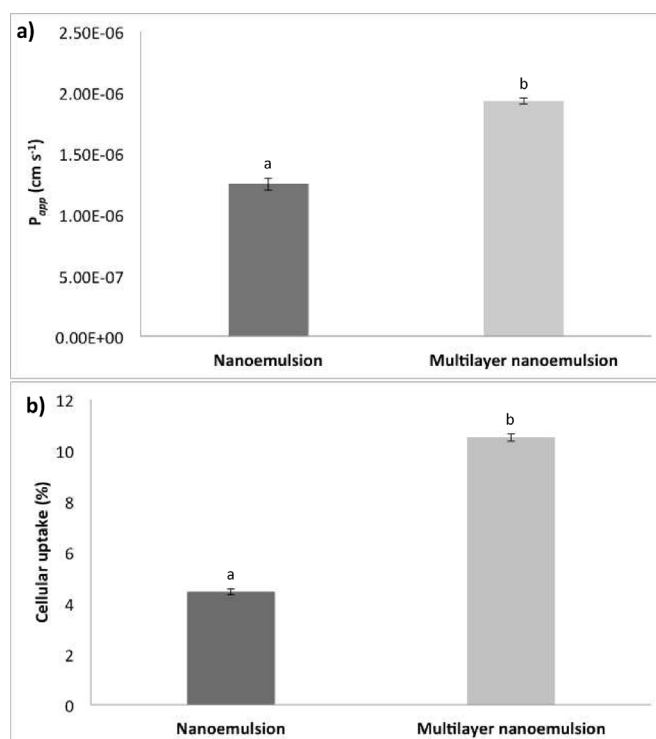 a)
2.50E-06
2.00E-06
1.50E-06
1.00E-06
5.00E-07
0.00E+00
Papp (cm s-1)
a
b
Nanoemulsion Multilayer nanoemulsion
b)
12
10
8
6
4
2
0
Cellular uptake (%)
a
b
Nanoemulsion Multilayer nanoemulsion